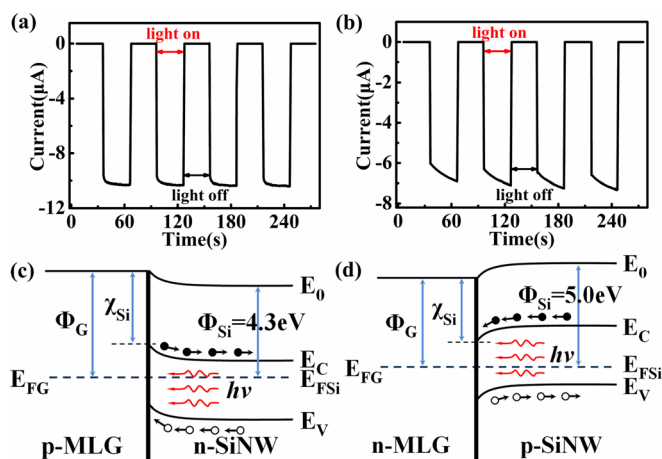 (a)
light on
light off
Current(μA)
0
-4
-8
-12
0 60 120 180 240
Time(s)
(b)
light on
light off
Current(μA)
0
-2
-4
-6
-8
0 60 120 180 240
Time(s)
(c)
E0
ΦG
χSi
ΦSi=4.3eV
EC
EFG
hν
EFSi
EV
p-MLG
n-SiNW
(d)
E0
ΦG
χSi
ΦSi=5.0eV
EC
hν
EFG
EFSi
EV
n-MLG
p-SiNW